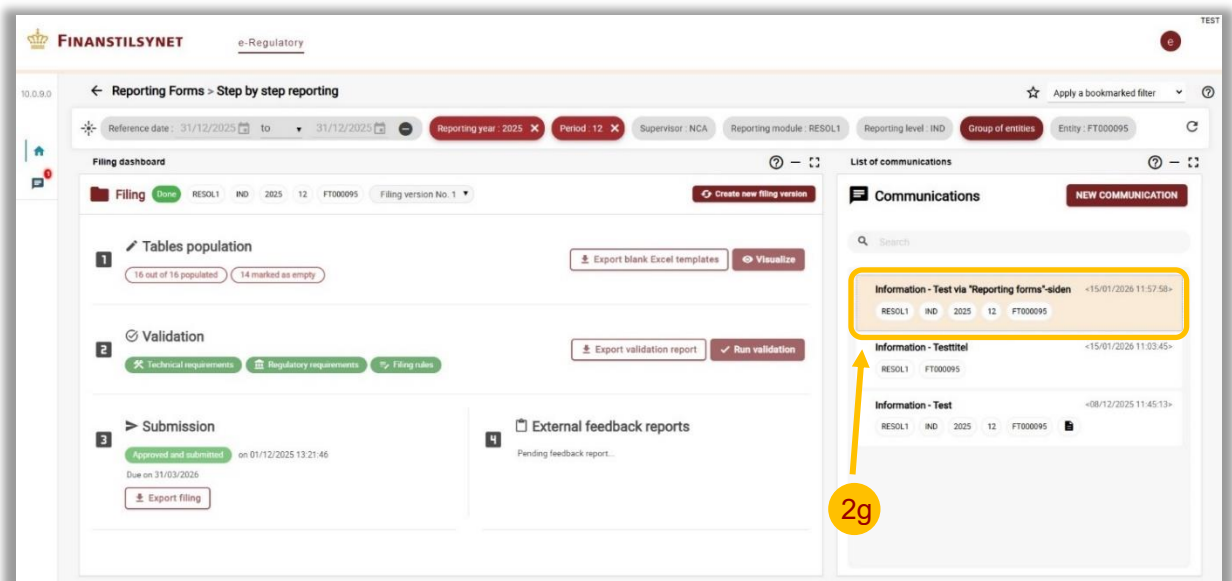 TEST
FINANSTILSYNET
e-Regulatory
e
10.0.9.0
Reporting Forms > Step by step reporting
Apply a bookmarked filter
Reference date : 31/12/2025 to 31/12/2025
Reporting year : 2025
Period : 12
Supervisor : NCA
Reporting module : RESOL1
Reporting level : IND
Group of entities
Entity : FT000095
9
Filing dashboard
Filing Done RESOL1 IND 2025 12 FT000095 Filing version No. 1
Create new filing version
1 Tables population
16 out of 16 populated 14 marked as empty
Export blank Excel templates
Visualize
2 Validation
Technical requirements Regulatory requirements Filing rules
Export validation report
Run validation
3 Submission
Approved and submitted on 01/12/2025 13:21:46
Due on 31/03/2026
Export filing
4 External feedback reports
Pending feedback report...
List of communications
Communications
NEW COMMUNICATION
Search
Information - Test via "Reporting forms"-siden <15/01/2026 11:57:58>
RESOL1 IND 2025 12 FT000095
Information - Testtitel <15/01/2026 11:03:45>
RESOL1 FT000095
Information - Test <08/12/2025 11:45:13>
RESOL1 IND 2025 12 FT000095
2g